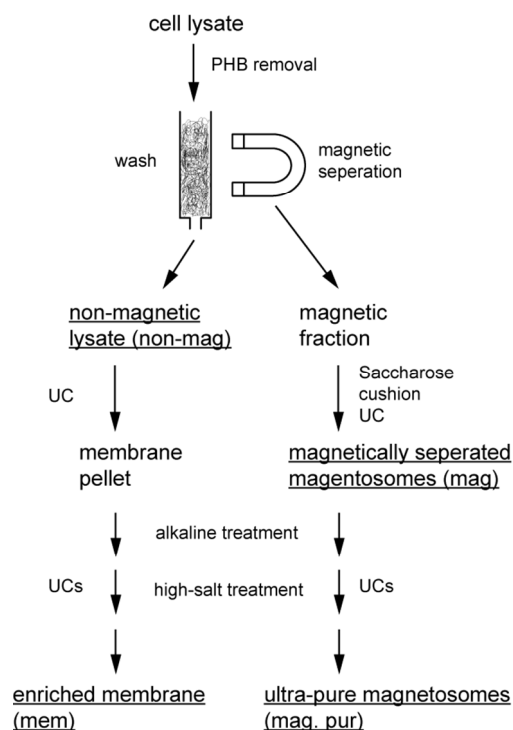 cell lysate
PHB removal
wash
magnetic
seperation
non-magnetic
lysate (non-mag)
magnetic
fraction
UC
Saccharose
cushion
UC
membrane
pellet
magnetically seperated
magentosomes (mag)
alkaline treatment
UCs
high-salt treatment
UCs
enriched membrane
(mem)
ultra-pure magnetosomes
(mag. pur)